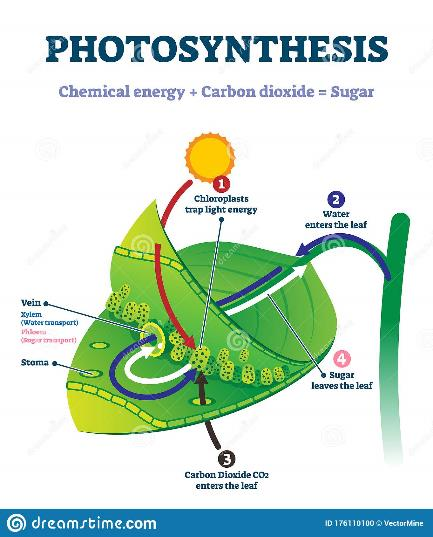 PHOTOSYNTHESIS
Chemical energy + Carbon dioxide = Sugar
1
Chloroplasts
trap light energy
2
Water
enters the leaf
Vein
Xylem
(Water transport)
Phloem
(Sugar transport)
Stoma
4
Sugar
leaves the leaf
3
Carbon Dioxide CO2
enters the leaf
dreamstime.com
ID 176110100 © VectorMine